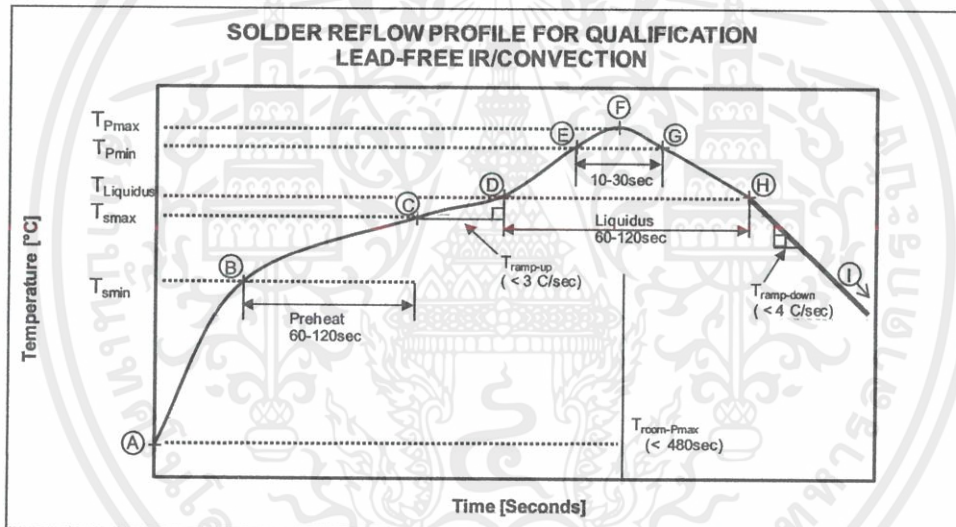 SOLDER REFLOW PROFILE FOR QUALIFICATION
LEAD-FREE IR/CONVECTION
Temperature [°C]
TPmax
TPmin
TLiquidus
Tsmax
Tsmin
A
B
C
D
E
F
G
H
I
10-30sec
Liquidus
60-120sec
Tramp-up
( < 3 C/sec)
Tramp-down
( < 4 C/sec)
Preheat
60-120sec
Troom-Pmax
(< 480sec)
Time [Seconds]